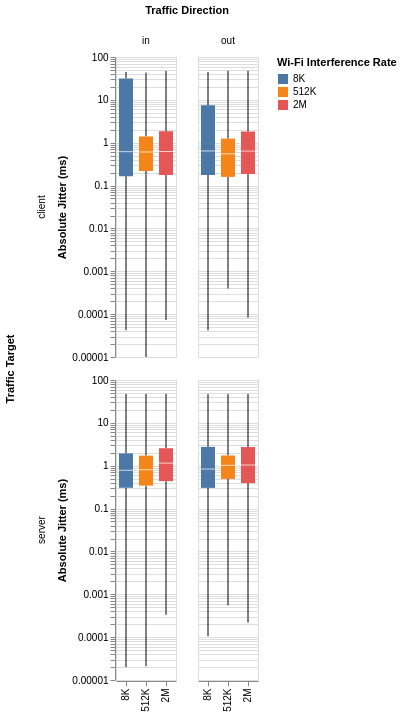 Traffic Direction
in
out
Wi-Fi Interference Rate
8K
512K
2M
Traffic Target
client
Absolute Jitter (ms)
100
10
1
0.1
0.01
0.001
0.0001
0.00001
server
Absolute Jitter (ms)
100
10
1
0.1
0.01
0.001
0.0001
0.00001
8K
512K
2M
8K
512K
2M